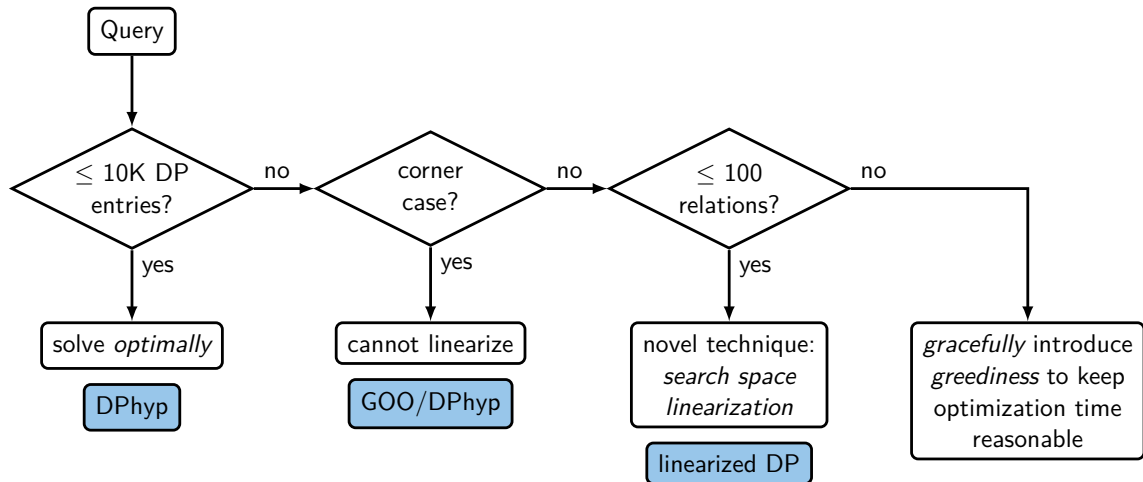 Query
≤ 10K DP
entries?
no
corner
case?
no
≤ 100
relations?
no
yes
yes
yes
solve optimally
cannot linearize
novel technique:
search space
linearization
gracefully introduce
greediness to keep
optimization time
reasonable
DPhyp
GOO/DPhyp
linearized DP